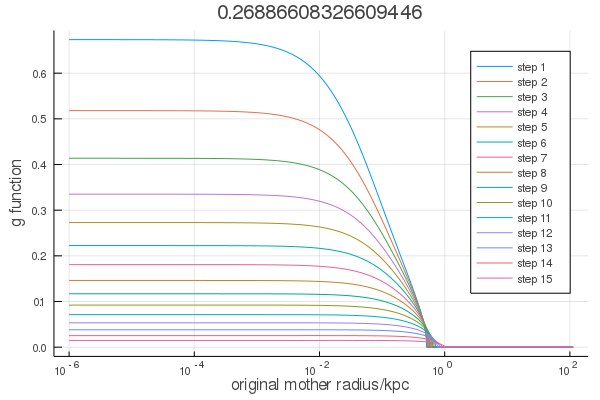 0.26886608326609446
g function
0.6
0.5
0.4
0.3
0.2
0.1
0.0
step 1
step 2
step 3
step 4
step 5
step 6
step 7
step 8
step 9
step 10
step 11
step 12
step 13
step 14
step 15
10^-6 10^-4 10^-2 10^0 10^2
original mother radius/kpc